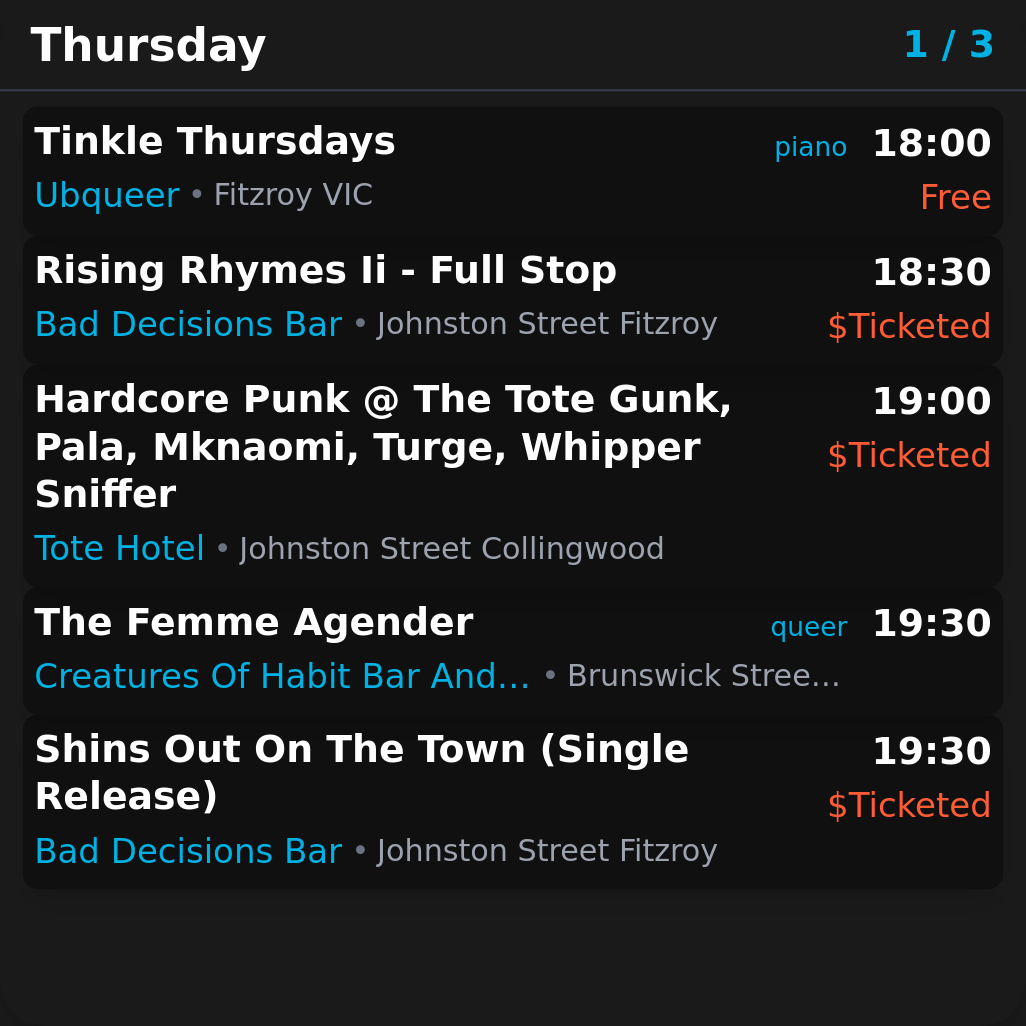 Thursday 1 / 3
Tinkle Thursdays piano 18:00
Ubqueer • Fitzroy VIC Free
Rising Rhymes Ii - Full Stop 18:30
Bad Decisions Bar • Johnston Street Fitzroy $Ticketed
Hardcore Punk @ The Tote Gunk, 19:00
Pala, Mknaomi, Turge, Whipper $Ticketed
Sniffer
Tote Hotel • Johnston Street Collingwood
The Femme Agender queer 19:30
Creatures Of Habit Bar And... • Brunswick Stree...
Shins Out On The Town (Single 19:30
Release) $Ticketed
Bad Decisions Bar • Johnston Street Fitzroy